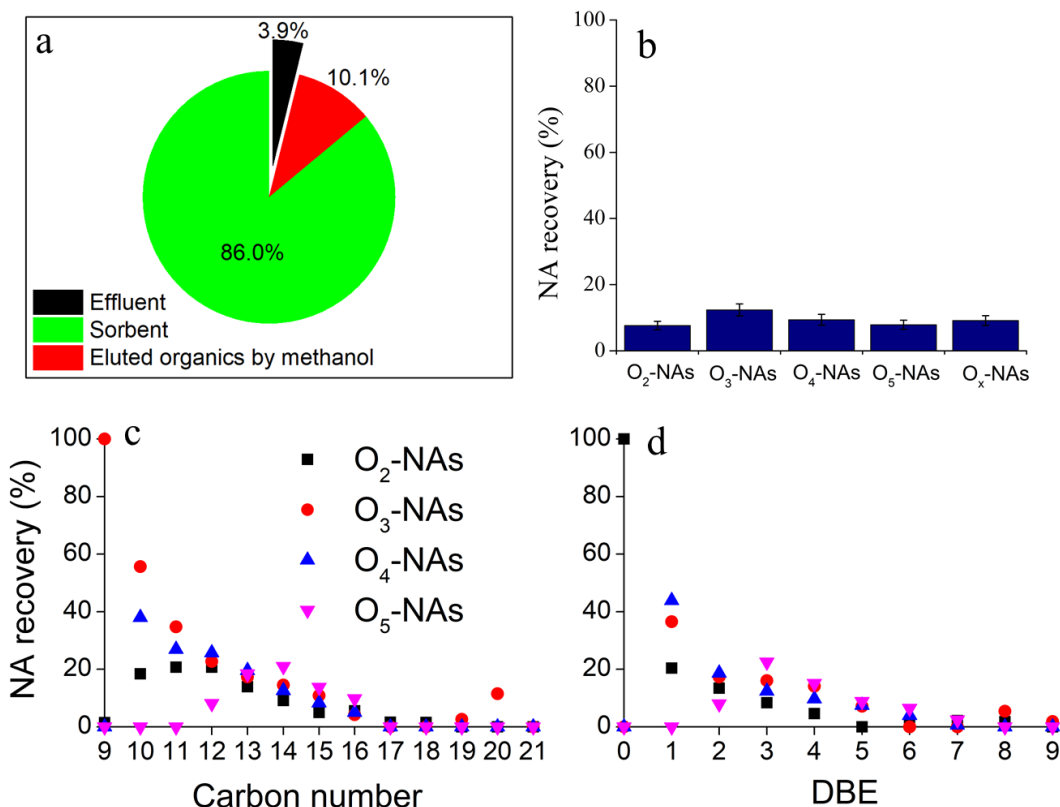 a
3.9%
10.1%
86.0%
Effluent
Sorbent
Eluted organics by methanol
b
NA recovery (%)
100
80
60
40
20
0
O2-NAs O3-NAs O4-NAs O5-NAs Ox-NAs
c
NA recovery (%)
100
80
60
40
20
0
O2-NAs
O3-NAs
O4-NAs
O5-NAs
9 10 11 12 13 14 15 16 17 18 19 20 21
Carbon number
d
100
80
60
40
20
0
0 1 2 3 4 5 6 7 8 9
DBE